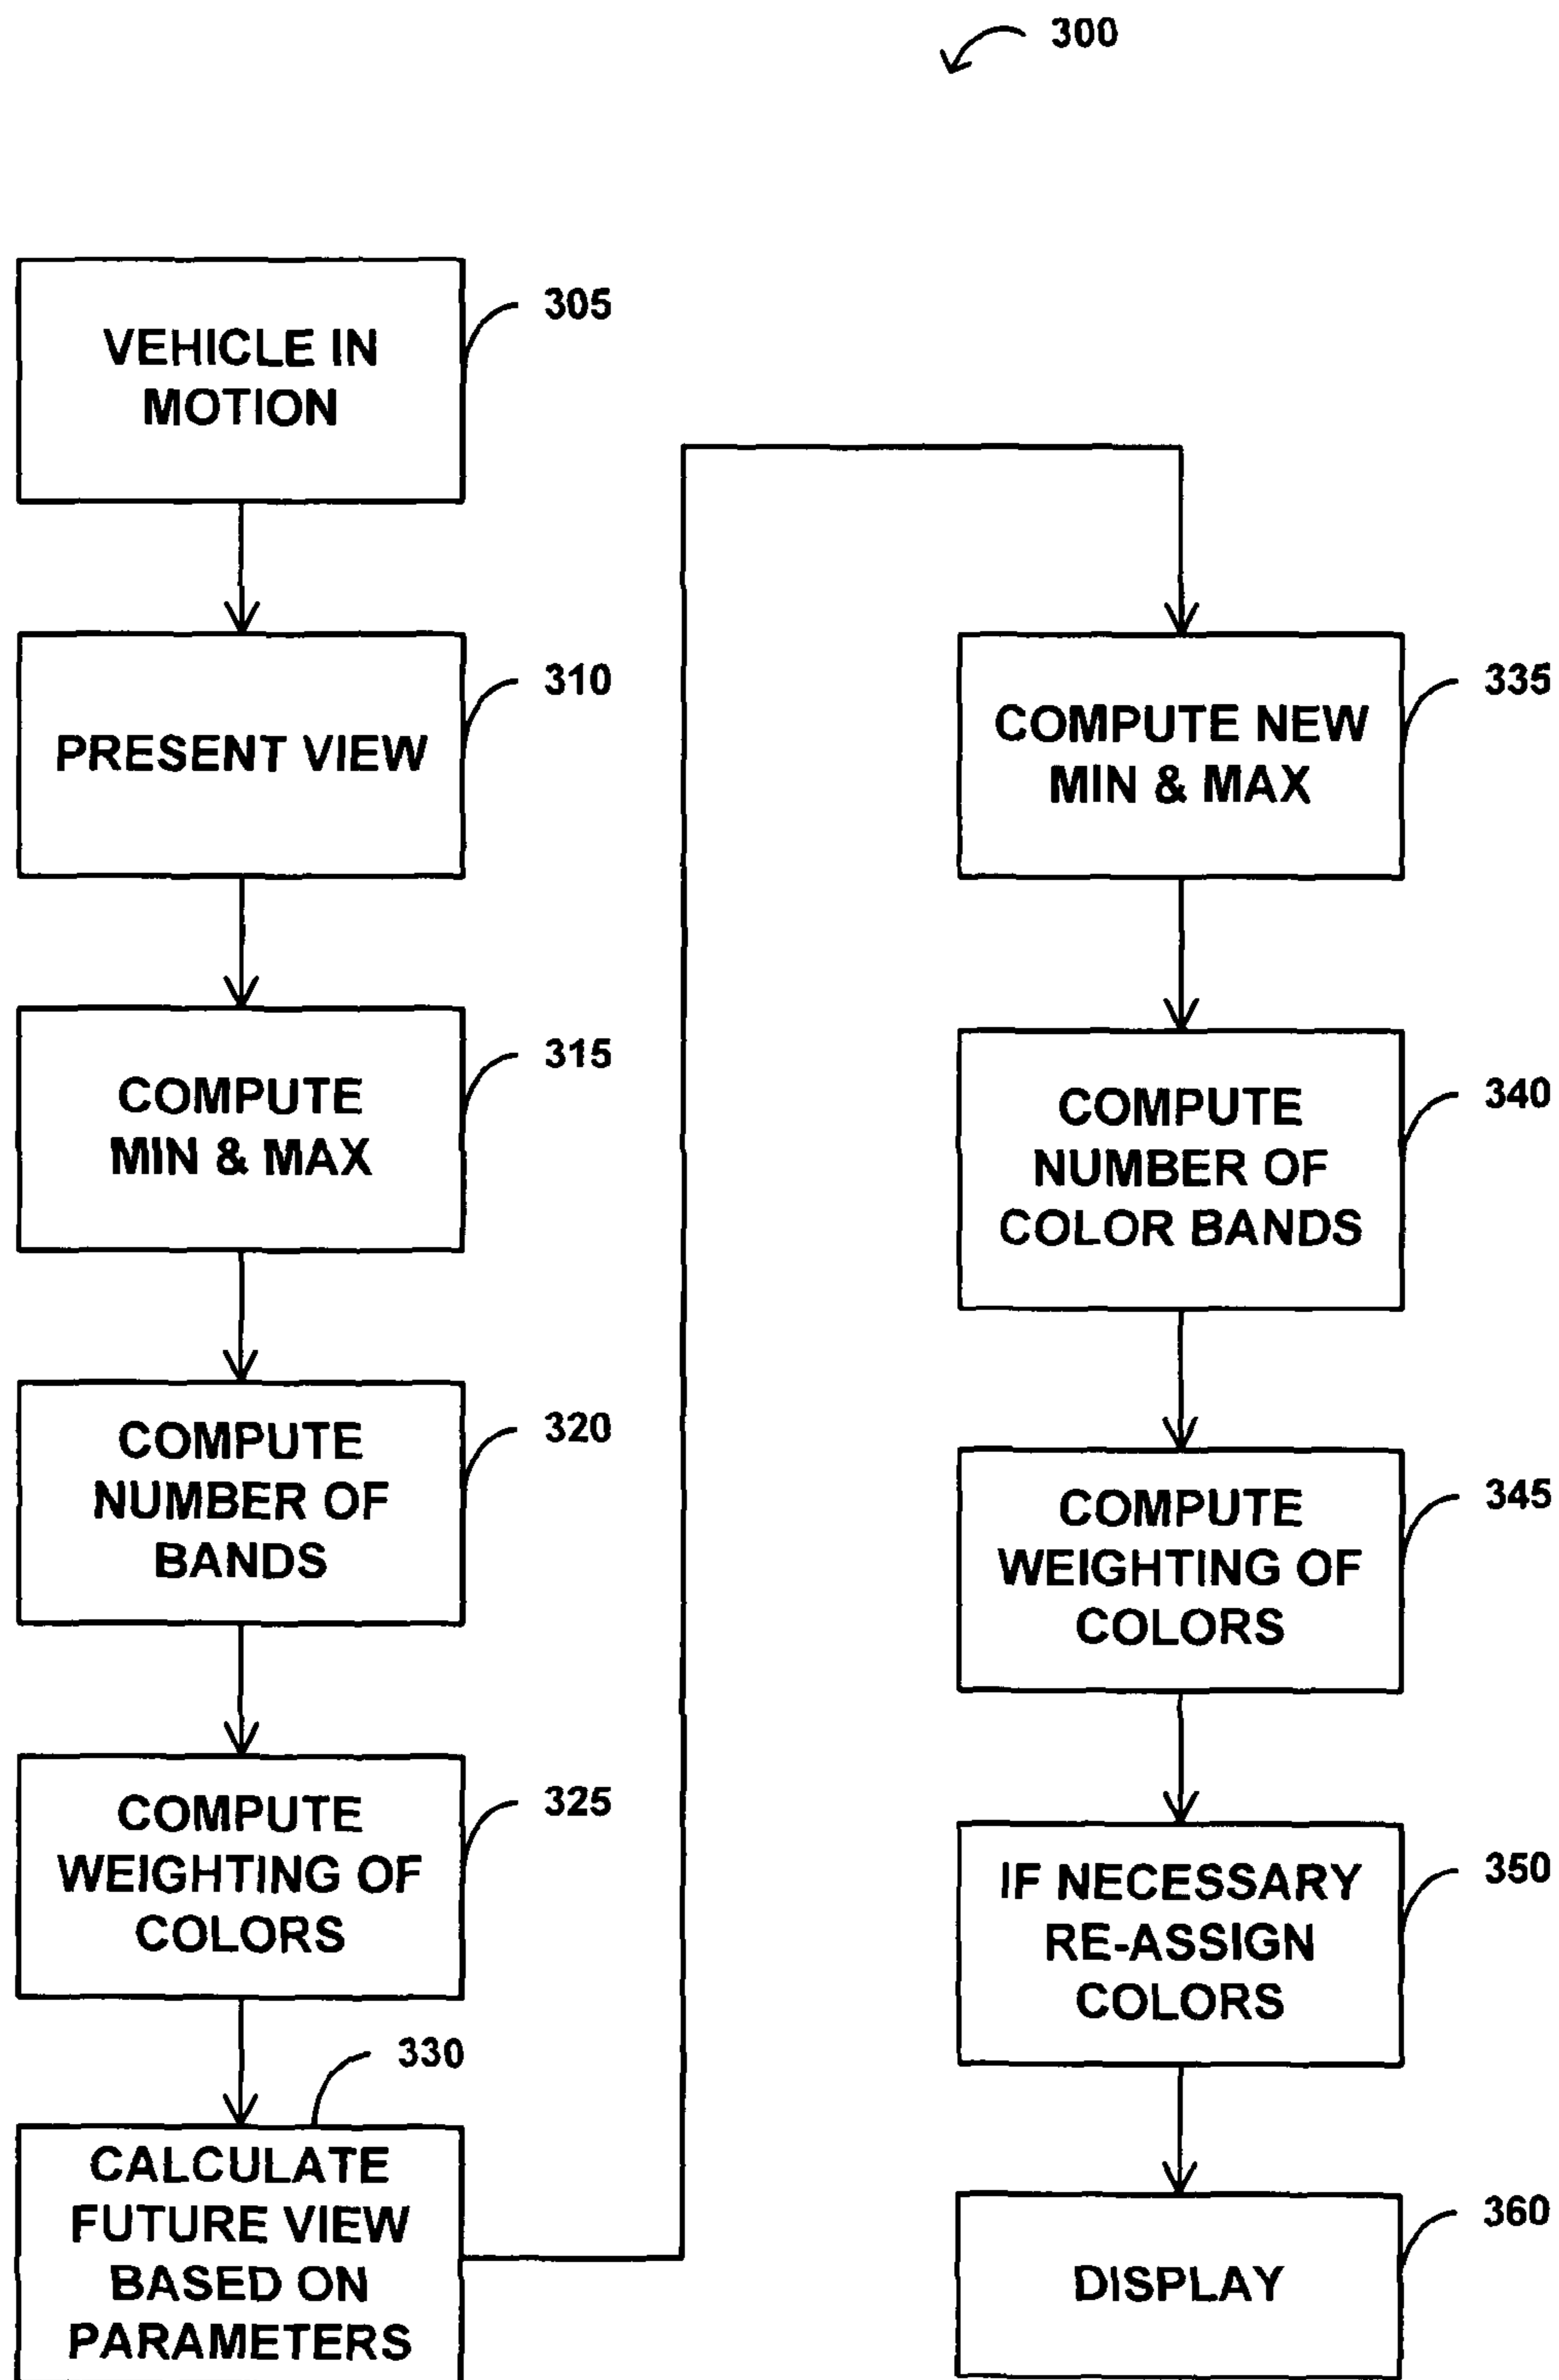 300
VEHICLE IN
MOTION
305
PRESENT VIEW
310
COMPUTE
MIN & MAX
315
COMPUTE
NUMBER OF
BANDS
320
COMPUTE
WEIGHTING OF
COLORS
325
330
CALCULATE
FUTURE VIEW
BASED ON
PARAMETERS
COMPUTE NEW
MIN & MAX
335
COMPUTE
NUMBER OF
COLOR BANDS
340
COMPUTE
WEIGHTING OF
COLORS
345
IF NECESSARY
RE-ASSIGN
COLORS
350
DISPLAY
360